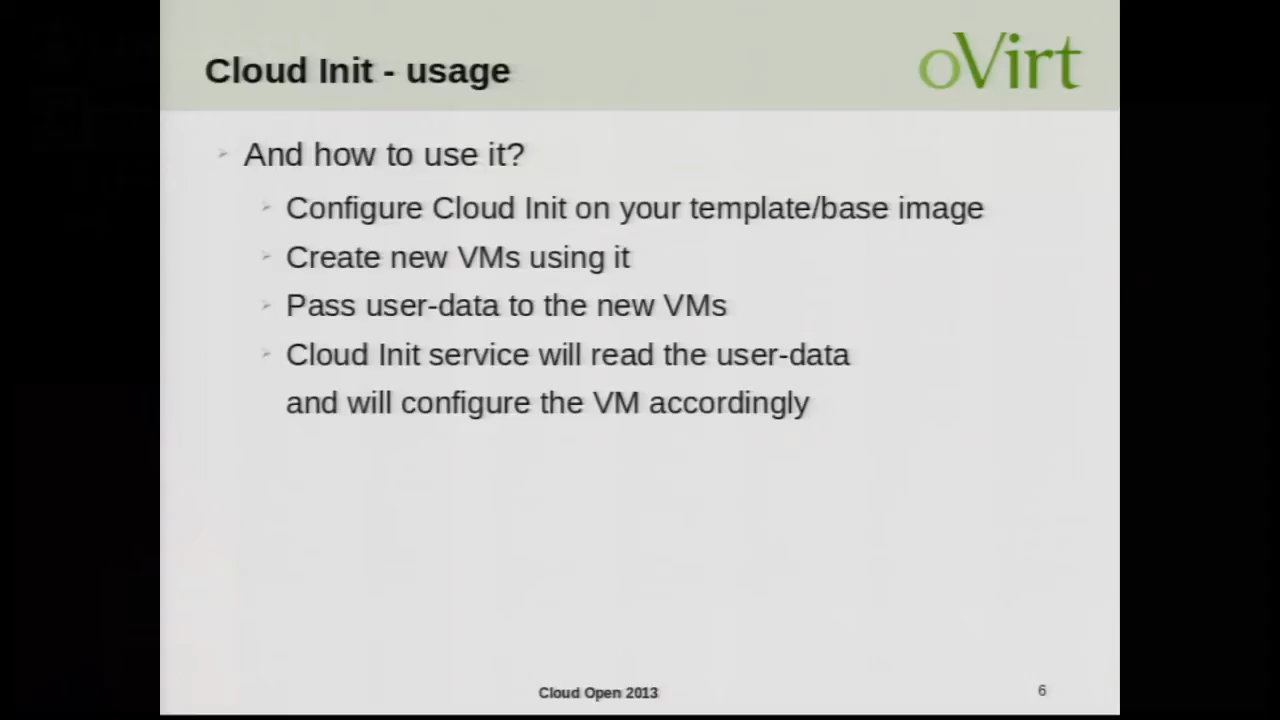 Cloud Init - usage
oVirt
And how to use it?
Configure Cloud Init on your template/base image
Create new VMs using it
Pass user-data to the new VMs
Cloud Init service will read the user-data
and will configure the VM accordingly
Cloud Open 2013
6